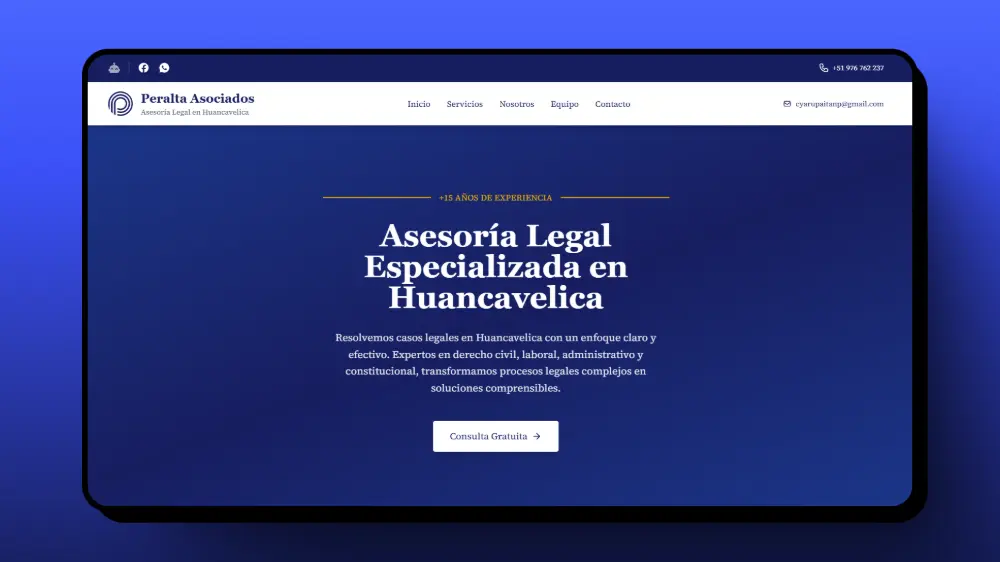 +51 976 762 237
Peralta Asociados
Asesoría Legal en Huancavelica
Inicio Servicios Nosotros Equipo Contacto
cyarupaitanp@gmail.com
+15 AÑOS DE EXPERIENCIA
Asesoría Legal
Especializada en
Huancavelica
Resolvemos casos legales en Huancavelica con un enfoque claro y
efectivo. Expertos en derecho civil, laboral, administrativo y
constitucional, transformamos procesos legales complejos en
soluciones comprensibles.
Consulta Gratuita